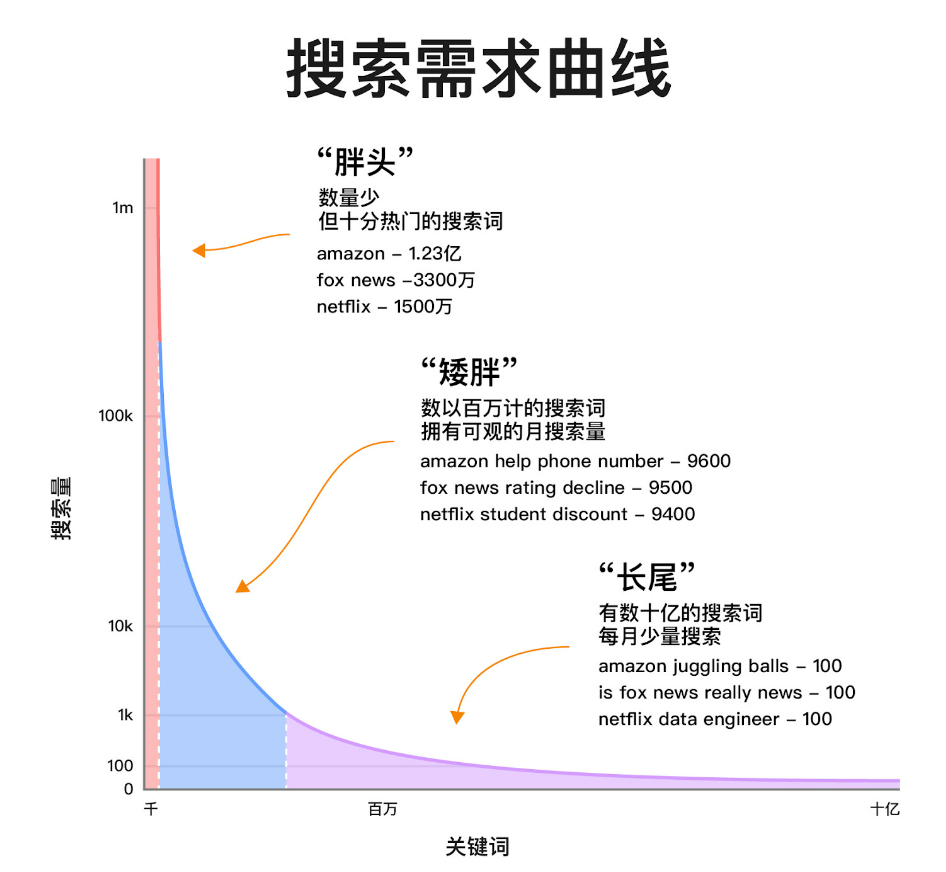 搜索需求曲线
“胖头”
数量少
但十分热门的搜索词
amazon – 1.23亿
fox news –3300万
netflix – 1500万
“矮胖”
数以百万计的搜索词
拥有可观的月搜索量
amazon help phone number – 9600
fox news rating decline – 9500
netflix student discount – 9400
“长尾”
有数十亿的搜索词
每月少量搜索
amazon juggling balls – 100
is fox news really news – 100
netflix data engineer – 100
搜索量
1m
100k
10k
1k
100
0
千
百万
十亿
关键词